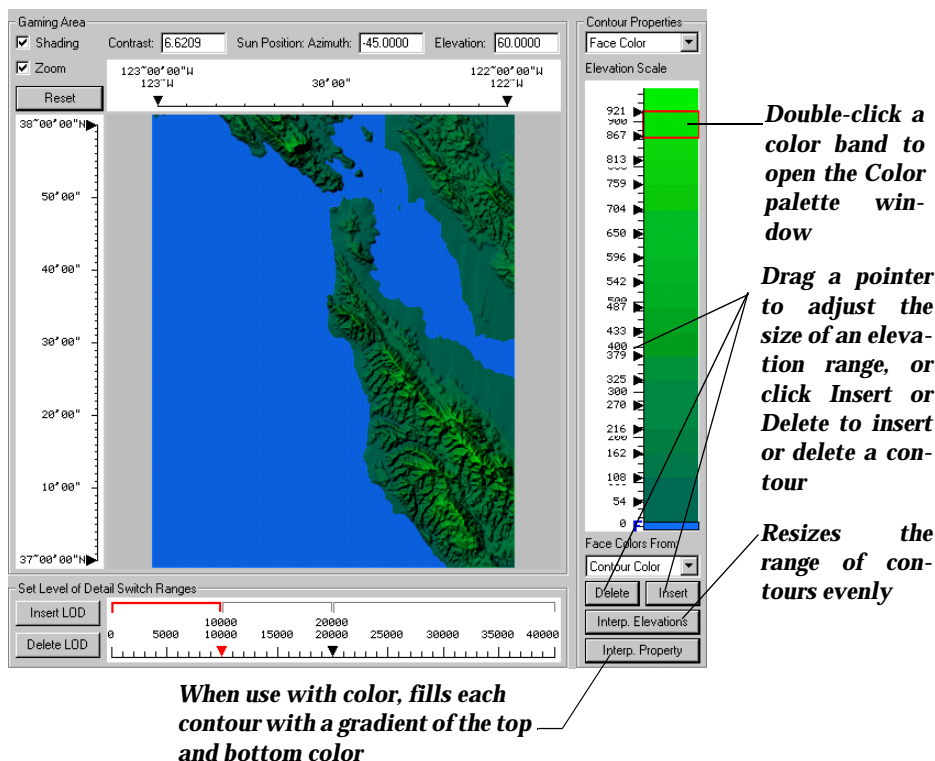 Gaming Area
Shading
Contrast: 6.6209
Sun Position: Azimuth: -45.0000
Elevation: 60.0000
Zoom
Reset
123~00'00"W
123~W
30'00"
122~00'00"W
122~W
38~00'00"N
50'00"
40'00"
30'00"
20'00"
10'00"
37~00'00"N
Contour Properties
Face Color
Elevation Scale
921
900
867
813
759
704
650
596
542
500
487
433
400
379
325
300
270
216
200
162
108
54
0
F
Face Colors From:
Contour Color
Delete
Insert
Interp. Elevations
Interp. Property
Set Level of Detail Switch Ranges
Insert LOD
Delete LOD
10000
20000
0 5000 10000 15000 20000 25000 30000 35000 40000
Double-click a
color band to
open the Color
palette win-
dow
Drag a pointer
to adjust the
size of an eleva-
tion range, or
click Insert or
Delete to insert
or delete a con-
tour
Resizes the
range of con-
tours evenly
When use with color, fills each
contour with a gradient of the top
and bottom color